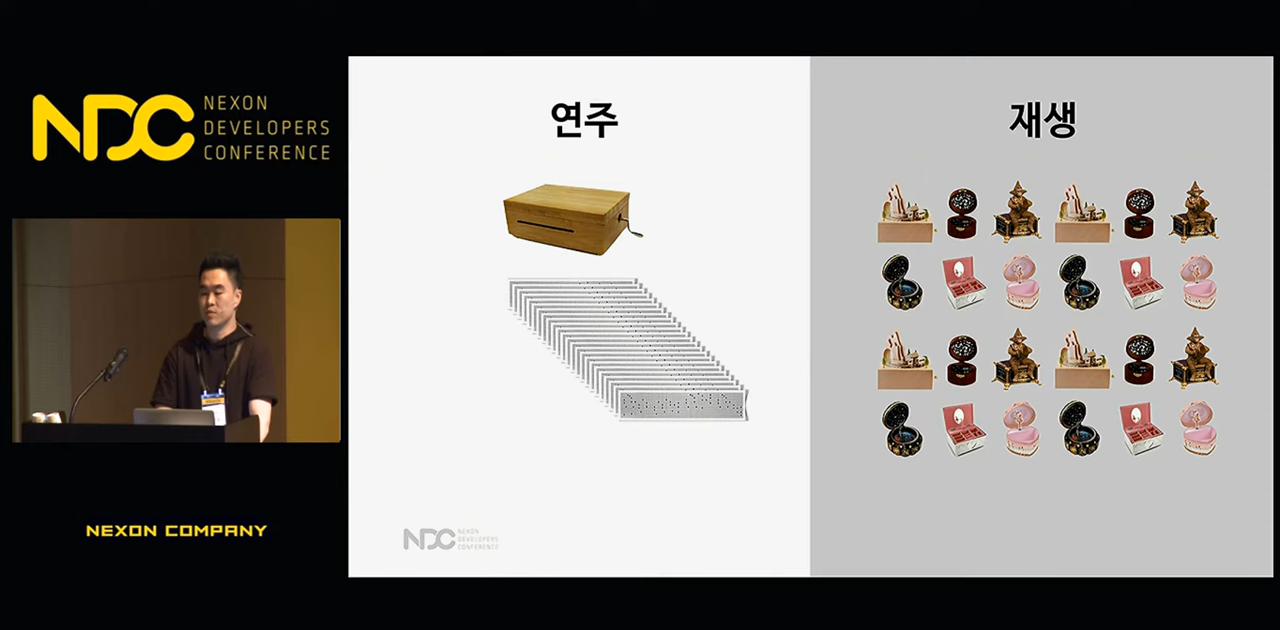 NDC
NEXON
DEVELOPERS
CONFERENCE
NEXON COMPANY
연주
재생
NDC
NEXON
DEVELOPERS
CONFERENCE